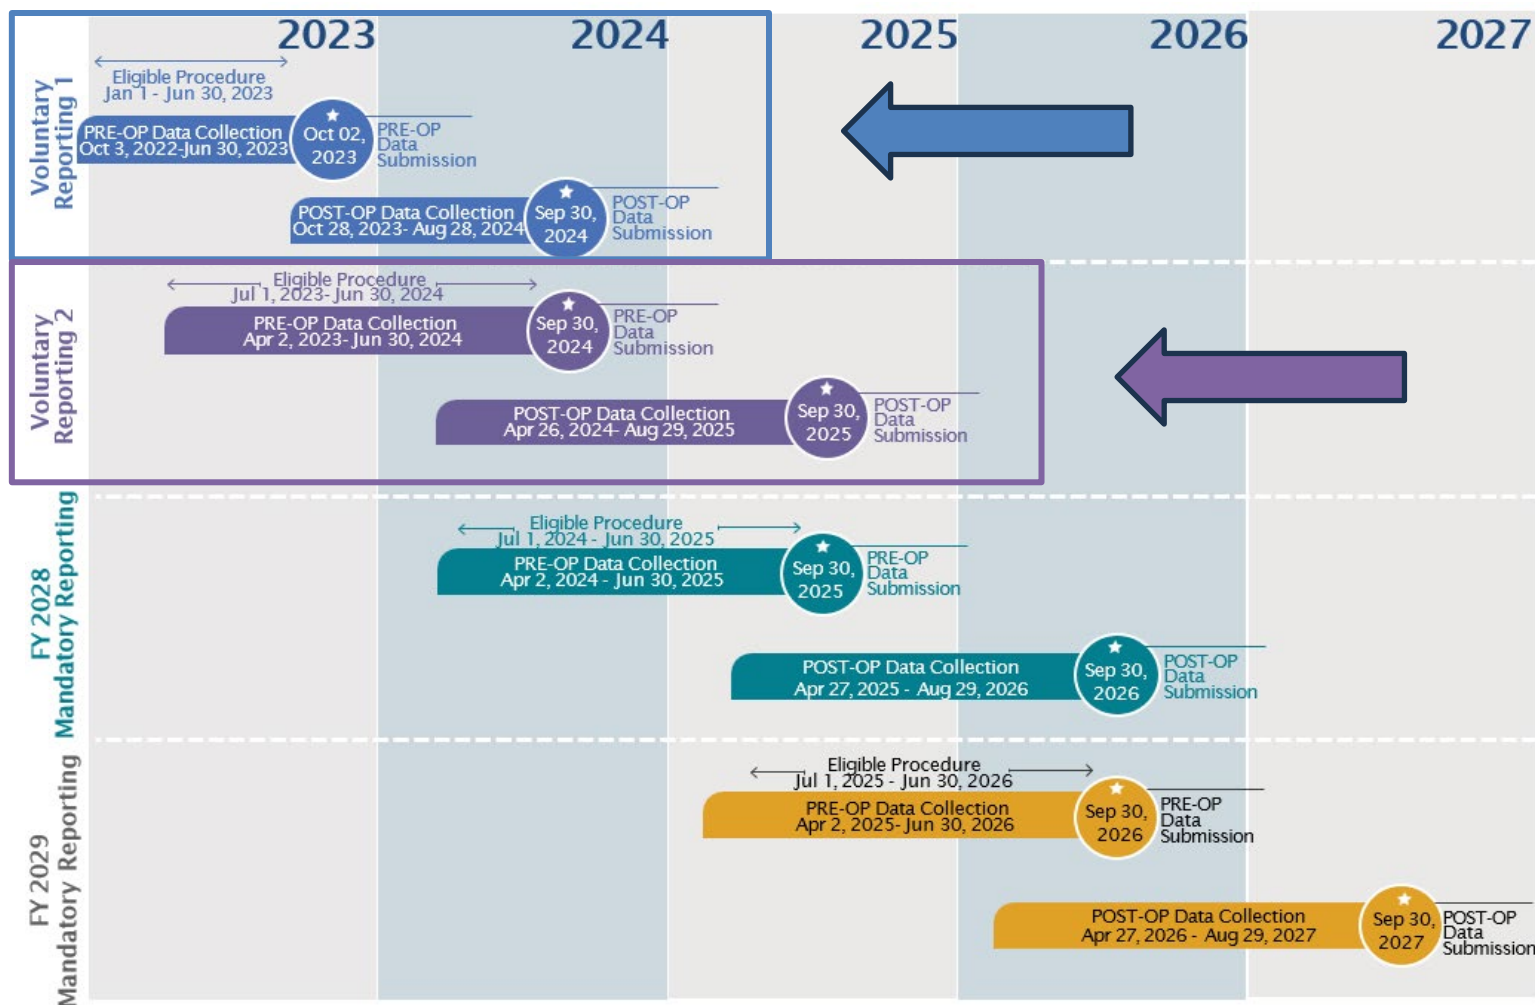 2023
2024
2025
2026
2027
Voluntary
Reporting 1
Eligible Procedure
Jan 1 - Jun 30, 2023
PRE-OP Data Collection
Oct 3, 2022-Jun 30, 2023
Oct 02,
2023
PRE-OP
Data
Submission
POST-OP Data Collection
Oct 28, 2023- Aug 28, 2024
Sep 30,
2024
POST-OP
Data
Submission
Voluntary
Reporting 2
Eligible Procedure
Jul 1, 2023- Jun 30, 2024
PRE-OP Data Collection
Apr 2, 2023- Jun 30, 2024
Sep 30,
2024
PRE-OP
Data
Submission
POST-OP Data Collection
Apr 26, 2024- Aug 29, 2025
Sep 30,
2025
POST-OP
Data
Submission
FY 2028
Mandatory Reporting
Eligible Procedure
Jul 1, 2024 - Jun 30, 2025
PRE-OP Data Collection
Apr 2, 2024 - Jun 30, 2025
Sep 30,
2025
PRE-OP
Data
Submission
POST-OP Data Collection
Apr 27, 2025 - Aug 29, 2026
Sep 30,
2026
POST-OP
Data
Submission
FY 2029
Mandatory Reporting
Eligible Procedure
Jul 1, 2025 - Jun 30, 2026
PRE-OP Data Collection
Apr 2, 2025- Jun 30, 2026
Sep 30,
2026
PRE-OP
Data
Submission
POST-OP Data Collection
Apr 27, 2026 - Aug 29, 2027
Sep 30,
2027
POST-OP
Data
Submission